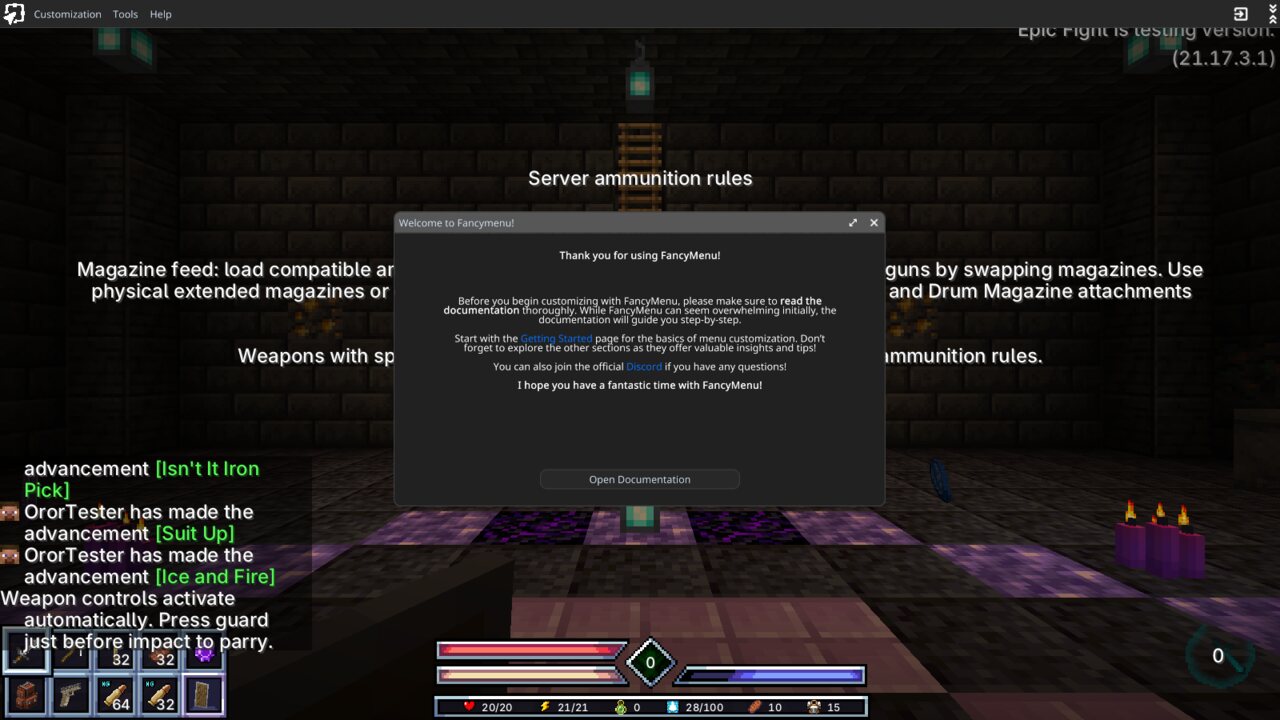 Customization Tools Help
Epic Fight is testing version.
(21.17.3.1)
Server ammunition rules
Welcome to Fancymenu!
Thank you for using FancyMenu!
Magazine feed: load compatible ar
guns by swapping magazines. Use
physical extended magazines or
and Drum Magazine attachments
Before you begin customizing with FancyMenu, please make sure to read the
documentation thoroughly. While FancyMenu can seem overwhelming initially, the
documentation will guide you step-by-step.
Start with the Getting Started page for the basics of menu customization. Don't
forget to explore the other sections as they offer valuable insights and tips!
Weapons with sp
ammunition rules.
You can also join the official Discord if you have any questions!
I hope you have a fantastic time with FancyMenu!
Open Documentation
advancement [Isn't It Iron
Pick]
OrorTester has made the
advancement [Suit Up]
OrorTester has made the
advancement [Ice and Fire]
Weapon controls activate
automatically. Press guard
just before impact to parry.
32 32
64 32
0
20/20 21/21 0 28/100 10 15
0